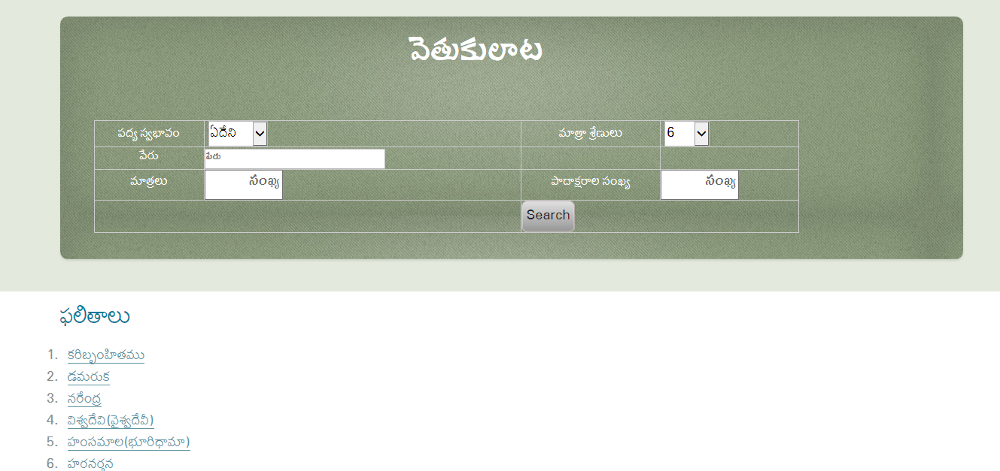 వెతుకులాట
పద్య స్వభావం ఏదేని మాత్రా శ్రేణులు 6
పేరు పేరు
మాత్రలు సంఖ్య పాదాక్షరాల సంఖ్య సంఖ్య
Search
ఫలితాలు
1. కరిబృంహితము
2. డమరుక
3. నరేంద్ర
4. విశ్వదేవి(వైశ్వదేవీ)
5. హంసమాల(భూరిధామా)
6. హరనర్తన